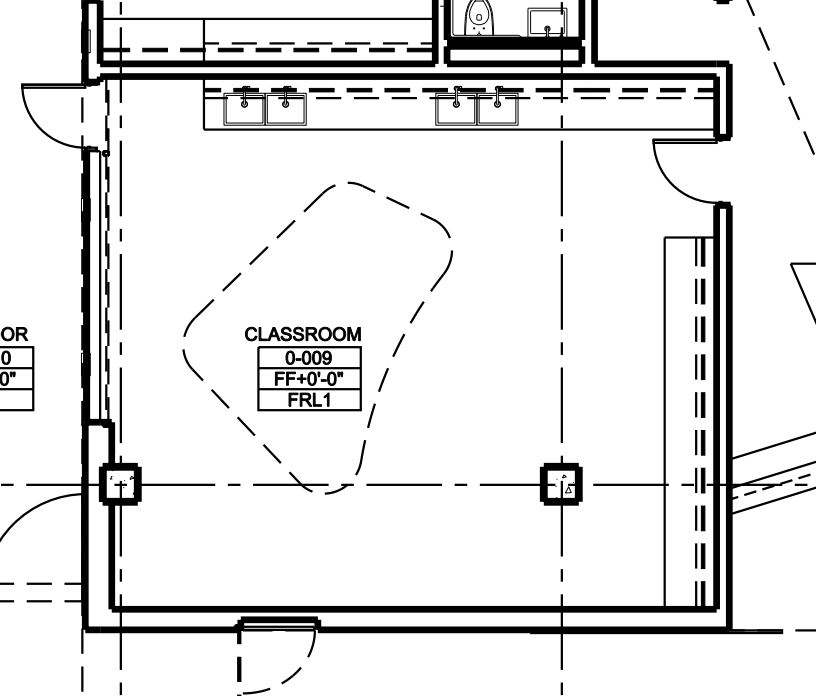 CLASSROOM
0-009
FF+0'-0"
FRL1
OR
0
0"